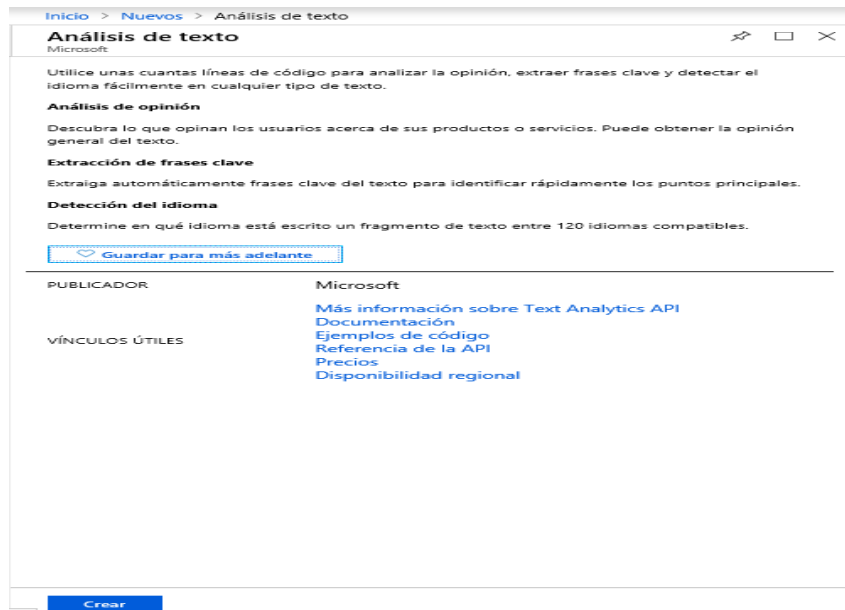 Inicio > Nuevos > Análisis de texto
Análisis de texto
Microsoft
Utilice unas cuantas líneas de código para analizar la opinión, extraer frases clave y detectar el
idioma fácilmente en cualquier tipo de texto.
Análisis de opinión
Descubra lo que opinan los usuarios acerca de sus productos o servicios. Puede obtener la opinión
general del texto.
Extracción de frases clave
Extraiga automáticamente frases clave del texto para identificar rápidamente los puntos principales.
Detección del idioma
Determine en qué idioma está escrito un fragmento de texto entre 120 idiomas compatibles.
Guardar para más adelante
PUBLICADOR Microsoft
Más información sobre Text Analytics API
Documentación
VÍNCULOS ÚTILES Ejemplos de código
Referencia de la API
Precios
Disponibilidad regional
Crear